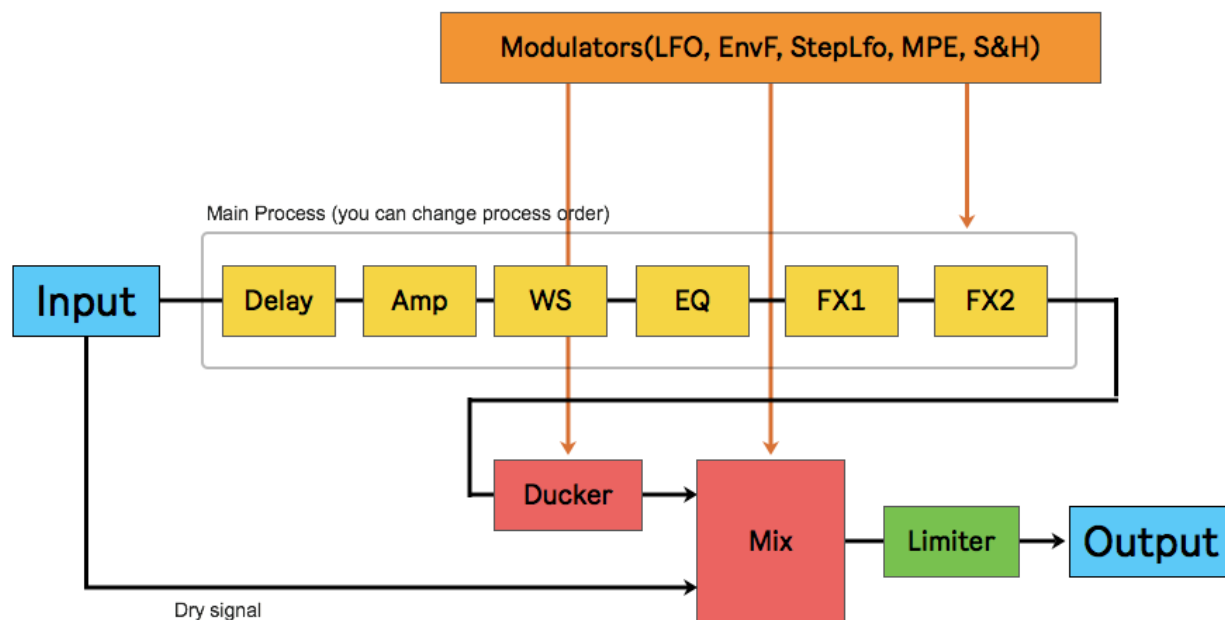 Modulators(LFO, EnvF, StepLfo, MPE, S&H)
Main Process (you can change process order)
Input
Delay
Amp
WS
EQ
FX1
FX2
Ducker
Mix
Limiter
Output
Dry signal